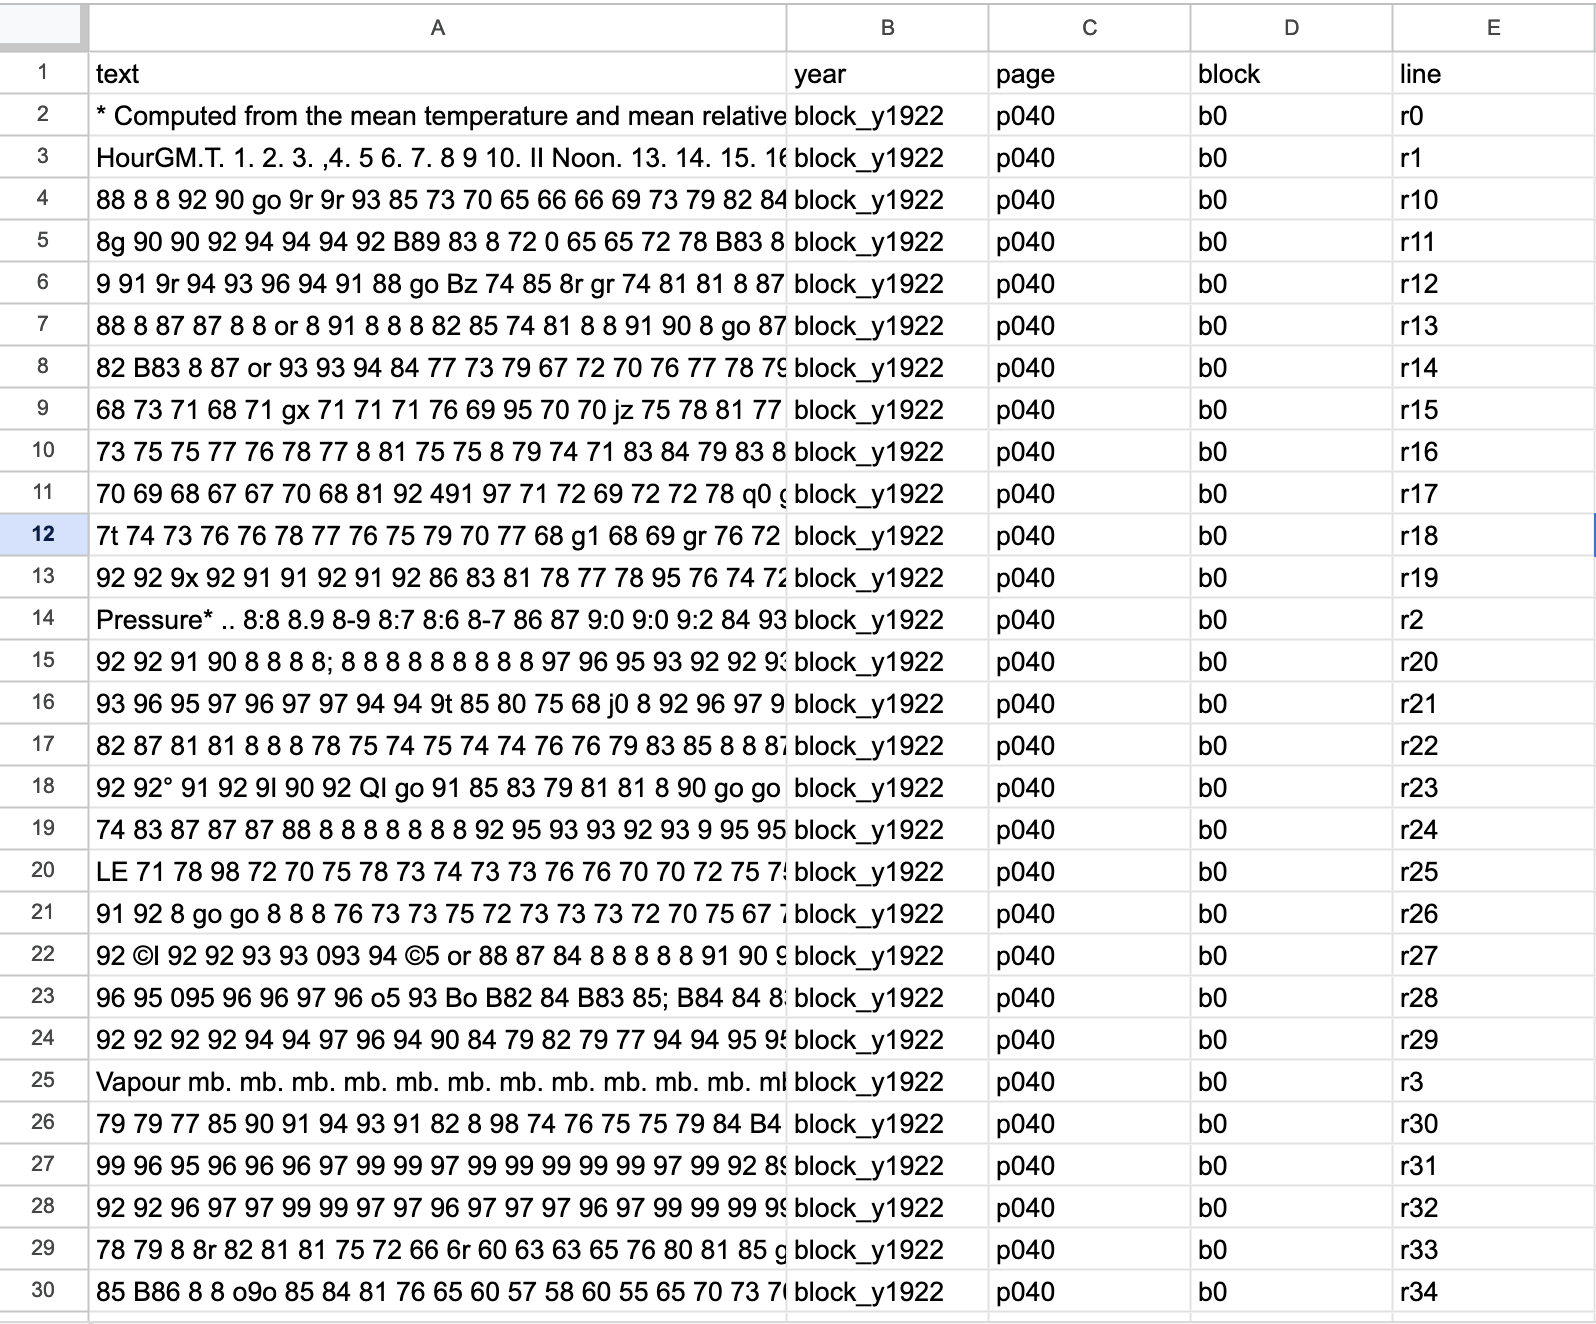 A B C D E
1 text year page block line
2 * Computed from the mean temperature and mean relative block_y1922 p040 b0 r0
3 HourGM.T. 1. 2. 3. ,4. 5 6. 7. 8 9 10. II Noon. 13. 14. 15. 16 block_y1922 p040 b0 r1
4 88 8 8 92 90 go 9r 9r 93 85 73 70 65 66 66 69 73 79 82 84 block_y1922 p040 b0 r10
5 8g 90 90 92 94 94 94 92 B89 83 8 72 0 65 65 72 78 B83 8 block_y1922 p040 b0 r11
6 9 91 9r 94 93 96 94 91 88 go Bz 74 85 8r gr 74 81 81 8 87 block_y1922 p040 b0 r12
7 88 8 87 87 8 8 or 8 91 8 8 8 82 85 74 81 8 8 91 90 8 go 87 block_y1922 p040 b0 r13
8 82 B83 8 87 or 93 93 94 84 77 73 79 67 72 70 76 77 78 79 block_y1922 p040 b0 r14
9 68 73 71 68 71 gx 71 71 71 76 69 95 70 70 jz 75 78 81 77 block_y1922 p040 b0 r15
10 73 75 75 77 76 78 77 8 81 75 75 8 79 74 71 83 84 79 83 8 block_y1922 p040 b0 r16
11 70 69 68 67 67 70 68 81 92 491 97 71 72 69 72 72 78 q0 block_y1922 p040 b0 r17
12 7t 74 73 76 76 78 77 76 75 79 70 77 68 g1 68 69 gr 76 72 block_y1922 p040 b0 r18
13 92 92 9x 92 91 91 92 91 92 86 83 81 78 77 78 95 76 74 72 block_y1922 p040 b0 r19
14 Pressure* .. 8:8 8.9 8-9 8:7 8:6 8-7 86 87 9:0 9:0 9:2 84 93 block_y1922 p040 b0 r2
15 92 92 91 90 8 8 8 8; 8 8 8 8 8 8 8 8 8 97 96 95 93 92 92 93 block_y1922 p040 b0 r20
16 93 96 95 97 96 97 97 94 94 9t 85 80 75 68 j0 8 92 96 97 9 block_y1922 p040 b0 r21
17 82 87 81 81 8 8 8 78 75 74 75 74 74 76 76 79 83 85 8 8 87 block_y1922 p040 b0 r22
18 92 92° 91 92 9I 90 92 QI go 91 85 83 79 81 81 8 90 go go block_y1922 p040 b0 r23
19 74 83 87 87 87 88 8 8 8 8 8 8 8 92 95 93 93 92 93 9 95 95 block_y1922 p040 b0 r24
20 LE 71 78 98 72 70 75 78 73 74 73 73 76 76 70 70 72 75 75 block_y1922 p040 b0 r25
21 91 92 8 go go 8 8 8 76 73 73 75 72 73 73 73 72 70 75 67 7 block_y1922 p040 b0 r26
22 92 ©I 92 92 93 93 093 94 ©5 or 88 87 84 8 8 8 8 8 91 90 9 block_y1922 p040 b0 r27
23 96 95 095 96 96 97 96 o5 93 Bo B82 84 B83 85; B84 84 83 block_y1922 p040 b0 r28
24 92 92 92 92 94 94 97 96 94 90 84 79 82 79 77 94 94 95 95 block_y1922 p040 b0 r29
25 Vapour mb. mb. mb. mb. mb. mb. mb. mb. mb. mb. mb. mb block_y1922 p040 b0 r3
26 79 79 77 85 90 91 94 93 91 82 8 98 74 76 75 75 79 84 B4 block_y1922 p040 b0 r30
27 99 96 95 96 96 96 97 99 99 97 99 99 99 99 99 97 99 92 89 block_y1922 p040 b0 r31
28 92 92 96 97 97 99 99 97 97 96 97 97 97 96 97 99 99 99 99 block_y1922 p040 b0 r32
29 78 79 8 8r 82 81 81 75 72 66 6r 60 63 63 65 76 80 81 85 g block_y1922 p040 b0 r33
30 85 B86 8 8 o9o 85 84 81 76 65 60 57 58 60 55 65 70 73 70 block_y1922 p040 b0 r34